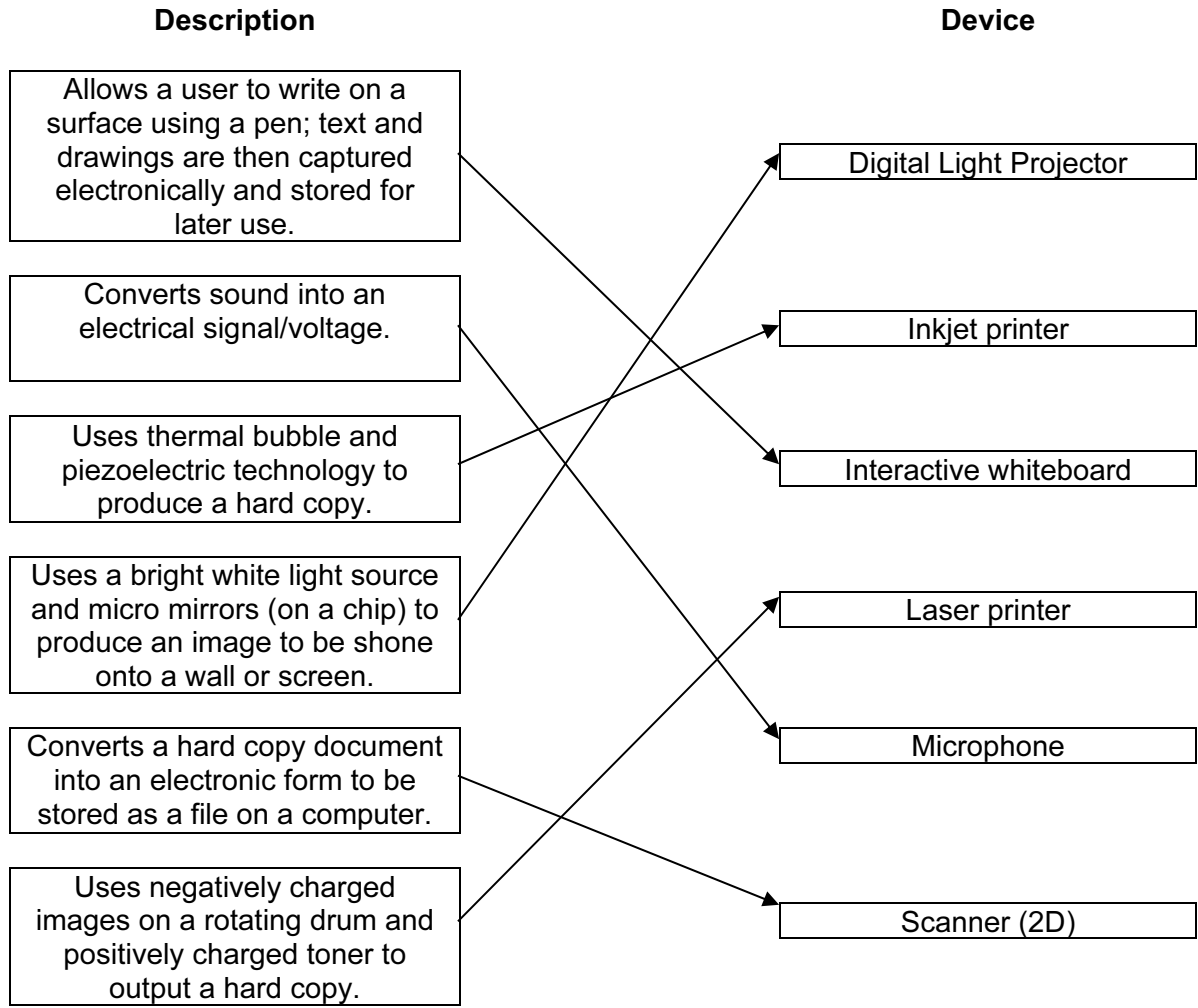 Description
Device
Allows a user to write on a
surface using a pen; text and
drawings are then captured
electronically and stored for
later use.
Converts sound into an
electrical signal/voltage.
Uses thermal bubble and
piezoelectric technology to
produce a hard copy.
Uses a bright white light source
and micro mirrors (on a chip) to
produce an image to be shone
onto a wall or screen.
Converts a hard copy document
into an electronic form to be
stored as a file on a computer.
Uses negatively charged
images on a rotating drum and
positively charged toner to
output a hard copy.
Digital Light Projector
Inkjet printer
Interactive whiteboard
Laser printer
Microphone
Scanner (2D)